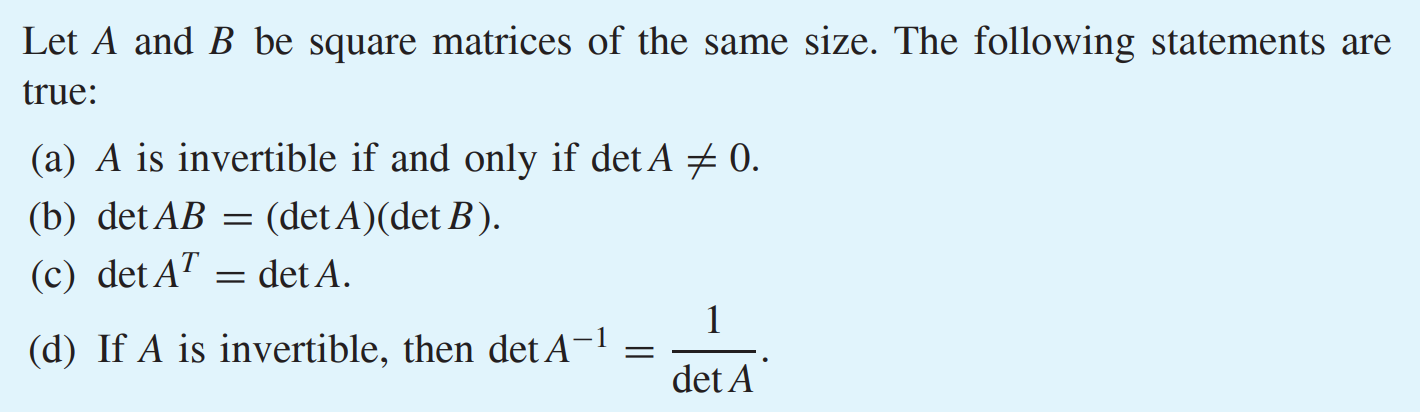 Let A and B be square matrices of the same size. The following statements are
true:
(a) A is invertible if and only if det A ≠ 0.
(b) det AB = (det A)(det B).
(c) det Aᵀ = det A.
(d) If A is invertible, then det A⁻¹ = 1/det A.